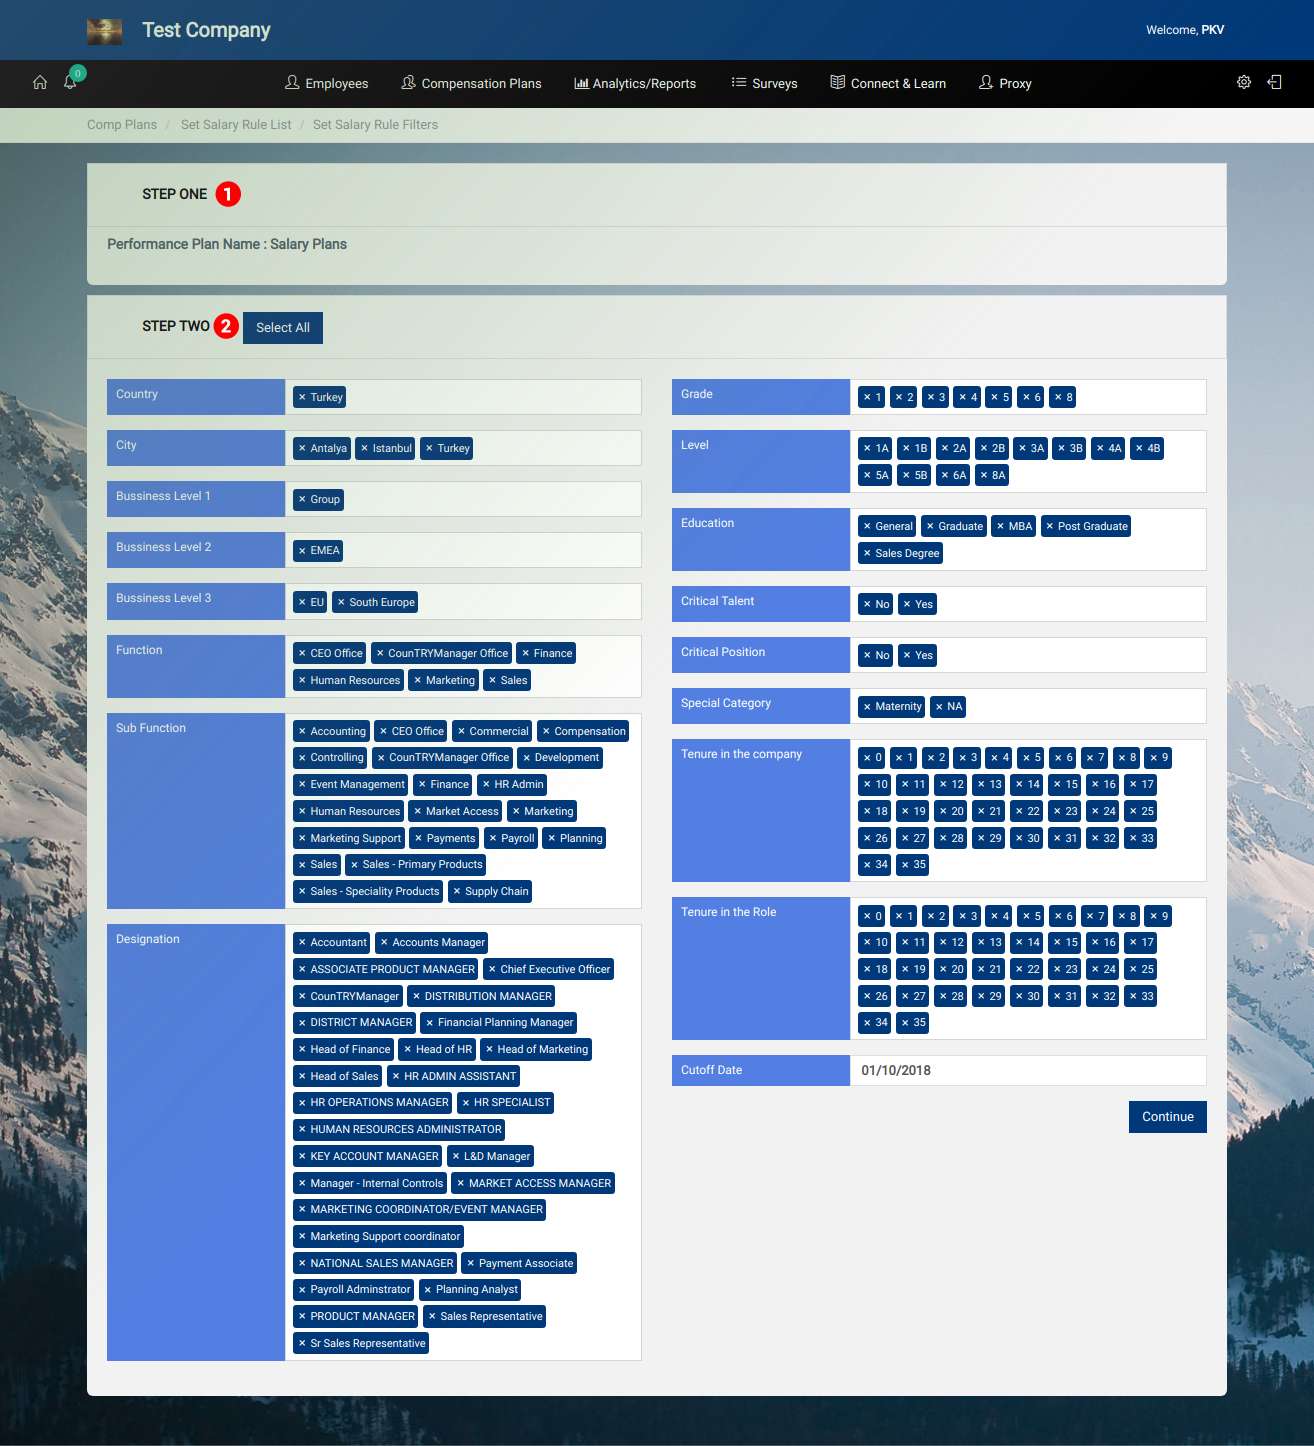 Test Company
Welcome, PKV
0
Employees
Compensation Plans
Analytics/Reports
Surveys
Connect & Learn
Proxy
Comp Plans / Set Salary Rule List / Set Salary Rule Filters
STEP ONE 1
Performance Plan Name : Salary Plans
STEP TWO 2 Select All
Country
× Turkey
City
× Antalya × Istanbul × Turkey
Bussiness Level 1
× Group
Bussiness Level 2
× EMEA
Bussiness Level 3
× EU × South Europe
Function
× CEO Office × CounTRYManager Office × Finance
× Human Resources × Marketing × Sales
Sub Function
× Accounting × CEO Office × Commercial × Compensation
× Controlling × CounTRYManager Office × Development
× Event Management × Finance × HR Admin
× Human Resources × Market Access × Marketing
× Marketing Support × Payments × Payroll × Planning
× Sales × Sales - Primary Products
× Sales - Speciality Products × Supply Chain
Designation
× Accountant × Accounts Manager
× ASSOCIATE PRODUCT MANAGER × Chief Executive Officer
× CounTRYManager × DISTRIBUTION MANAGER
× DISTRICT MANAGER × Financial Planning Manager
× Head of Finance × Head of HR × Head of Marketing
× Head of Sales × HR ADMIN ASSISTANT
× HR OPERATIONS MANAGER × HR SPECIALIST
× HUMAN RESOURCES ADMINISTRATOR
× KEY ACCOUNT MANAGER × L&D Manager
× Manager - Internal Controls × MARKET ACCESS MANAGER
× MARKETING COORDINATOR/EVENT MANAGER
× Marketing Support coordinator
× NATIONAL SALES MANAGER × Payment Associate
× Payroll Adminstrator × Planning Analyst
× PRODUCT MANAGER × Sales Representative
× Sr Sales Representative
Grade
× 1 × 2 × 3 × 4 × 5 × 6 × 8
Level
× 1A × 1B × 2A × 2B × 3A × 3B × 4A × 4B
× 5A × 5B × 6A × 8A
Education
× General × Graduate × MBA × Post Graduate
× Sales Degree
Critical Talent
× No × Yes
Critical Position
× No × Yes
Special Category
× Maternity × NA
Tenure in the company
× 0 × 1 × 2 × 3 × 4 × 5 × 6 × 7 × 8 × 9
× 10 × 11 × 12 × 13 × 14 × 15 × 16 × 17
× 18 × 19 × 20 × 21 × 22 × 23 × 24 × 25
× 26 × 27 × 28 × 29 × 30 × 31 × 32 × 33
× 34 × 35
Tenure in the Role
× 0 × 1 × 2 × 3 × 4 × 5 × 6 × 7 × 8 × 9
× 10 × 11 × 12 × 13 × 14 × 15 × 16 × 17
× 18 × 19 × 20 × 21 × 22 × 23 × 24 × 25
× 26 × 27 × 28 × 29 × 30 × 31 × 32 × 33
× 34 × 35
Cutoff Date
01/10/2018
Continue